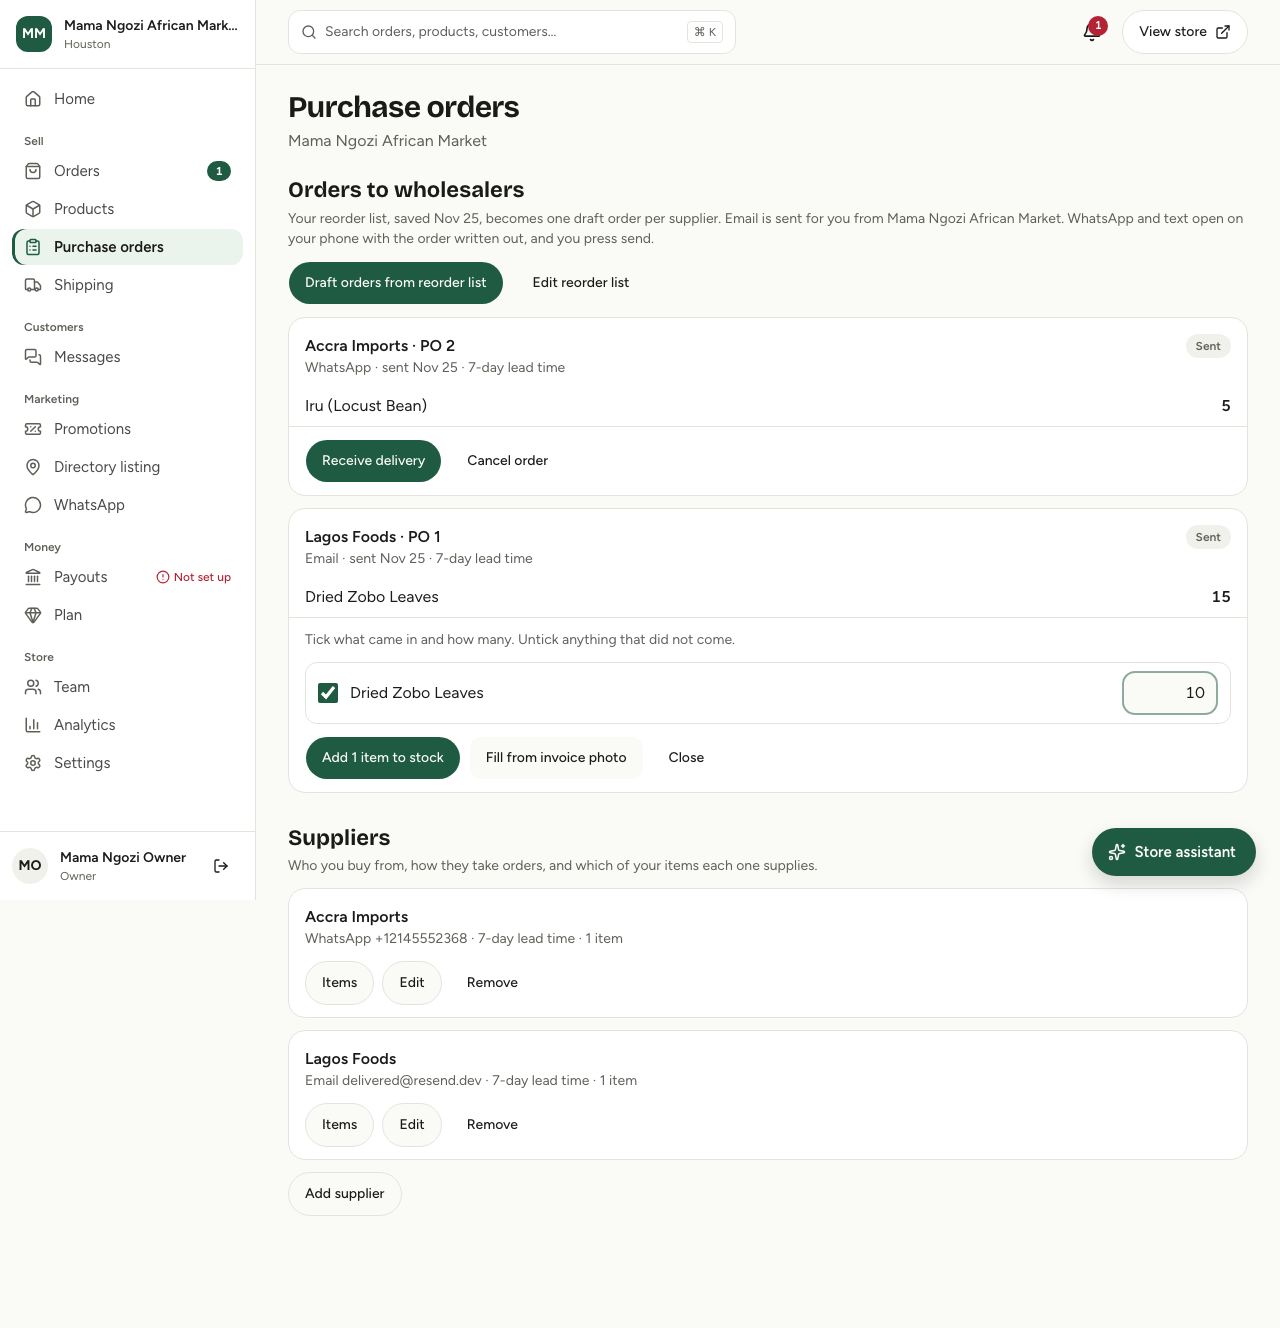 MM
Mama Ngozi African Mark...
Houston
Search orders, products, customers...
⌘ K
1
View store
Home
Sell
Orders
1
Products
Purchase orders
Shipping
Customers
Messages
Marketing
Promotions
Directory listing
WhatsApp
Money
Payouts
Not set up
Plan
Store
Team
Analytics
Settings
MO
Mama Ngozi Owner
Owner
Purchase orders
Mama Ngozi African Market
Orders to wholesalers
Your reorder list, saved Nov 25, becomes one draft order per supplier. Email is sent for you from Mama Ngozi African Market. WhatsApp and text open on
your phone with the order written out, and you press send.
Draft orders from reorder list
Edit reorder list
Accra Imports · PO 2
Sent
WhatsApp · sent Nov 25 · 7-day lead time
Iru (Locust Bean)
5
Receive delivery
Cancel order
Lagos Foods · PO 1
Sent
Email · sent Nov 25 · 7-day lead time
Dried Zobo Leaves
15
Tick what came in and how many. Untick anything that did not come.
Dried Zobo Leaves
10
Add 1 item to stock
Fill from invoice photo
Close
Suppliers
Who you buy from, how they take orders, and which of your items each one supplies.
Store assistant
Accra Imports
WhatsApp +12145552368 · 7-day lead time · 1 item
Items
Edit
Remove
Lagos Foods
Email delivered@resend.dev · 7-day lead time · 1 item
Items
Edit
Remove
Add supplier